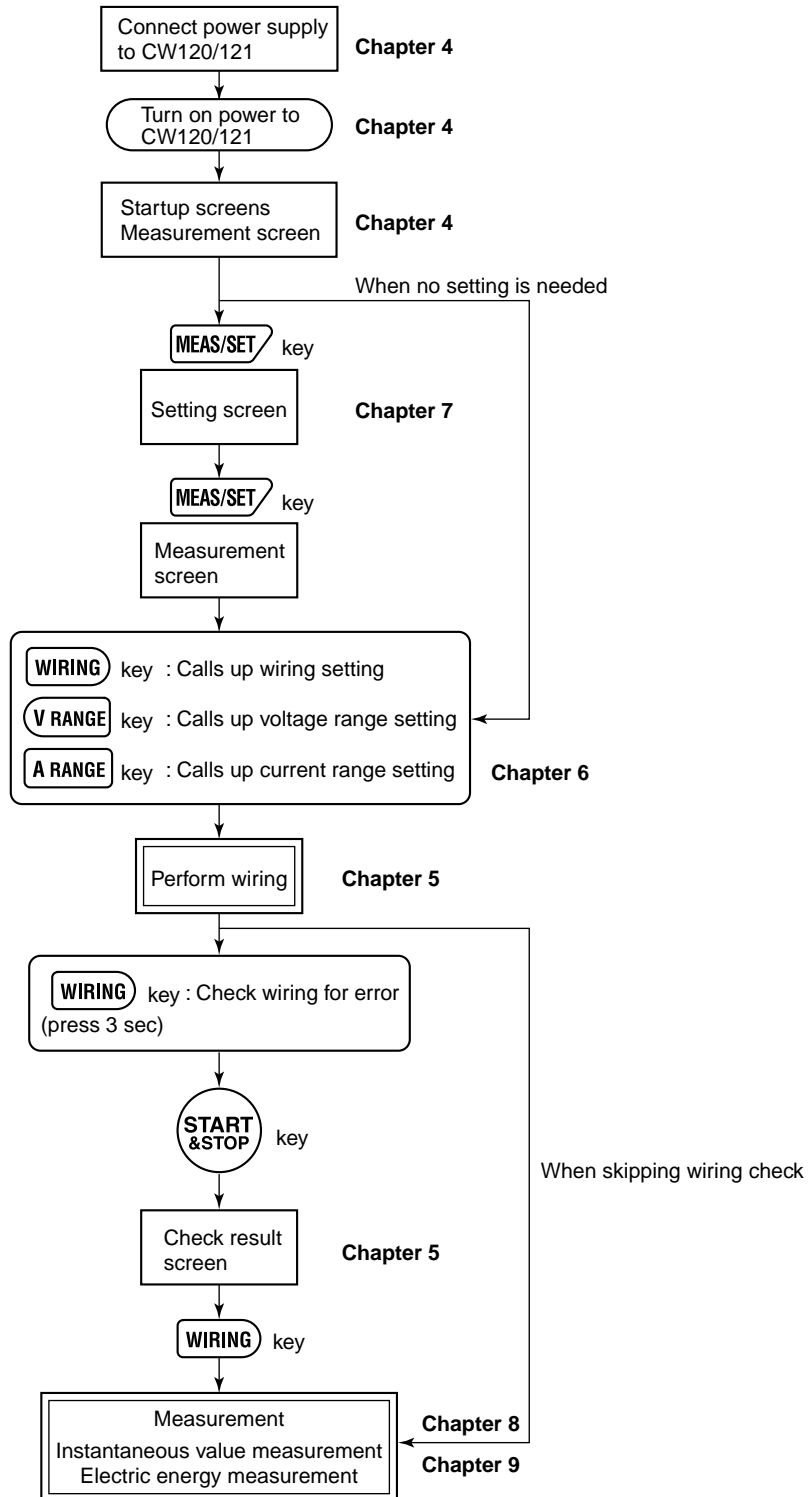 Connect power supply
to CW120/121
Chapter 4
Turn on power to
CW120/121
Chapter 4
Startup screens
Measurement screen
Chapter 4
When no setting is needed
MEAS/SET key
Setting screen
Chapter 7
MEAS/SET key
Measurement
screen
WIRING key : Calls up wiring setting
V RANGE key : Calls up voltage range setting
A RANGE key : Calls up current range setting
Chapter 6
Perform wiring
Chapter 5
WIRING key : Check wiring for error
(press 3 sec)
START
&STOP
key
When skipping wiring check
Check result
screen
Chapter 5
WIRING key
Measurement
Chapter 8
Instantaneous value measurement
Electric energy measurement
Chapter 9